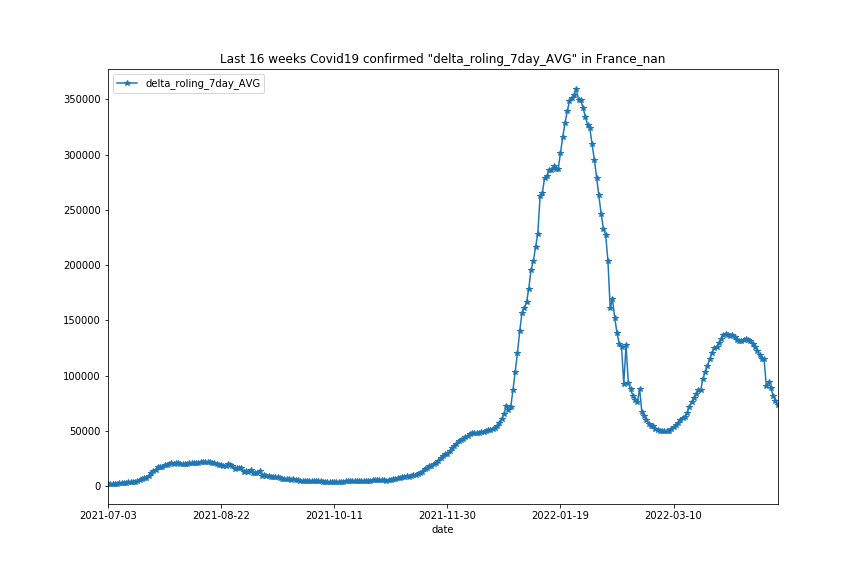 Last 16 weeks Covid19 confirmed "delta_roling_7day_AVG" in France_nan
delta_roling_7day_AVG
350000
300000
250000
200000
150000
100000
50000
0
2021-07-03 2021-08-22 2021-10-11 2021-11-30 2022-01-19 2022-03-10
date